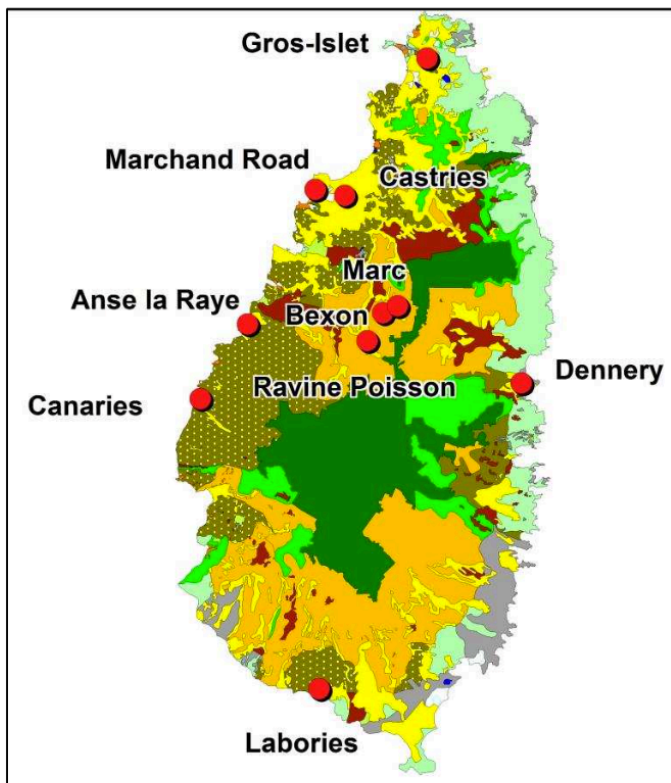 Gros-Islet
Marchand Road
Castries
Marc
Anse la Raye
Bexon
Dennery
Ravine Poisson
Canaries
Labories